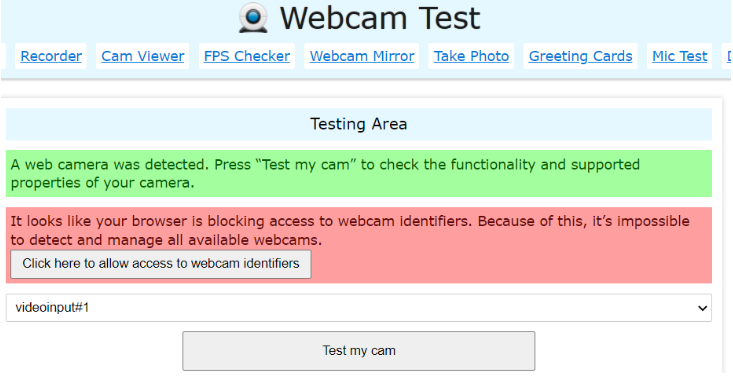 Webcam Test
Recorder Cam Viewer FPS Checker Webcam Mirror Take Photo Greeting Cards Mic Test
Testing Area
A web camera was detected. Press “Test my cam” to check the functionality and supported
properties of your camera.
It looks like your browser is blocking access to webcam identifiers. Because of this, it’s impossible
to detect and manage all available webcams.
Click here to allow access to webcam identifiers
videoinput#1
Test my cam